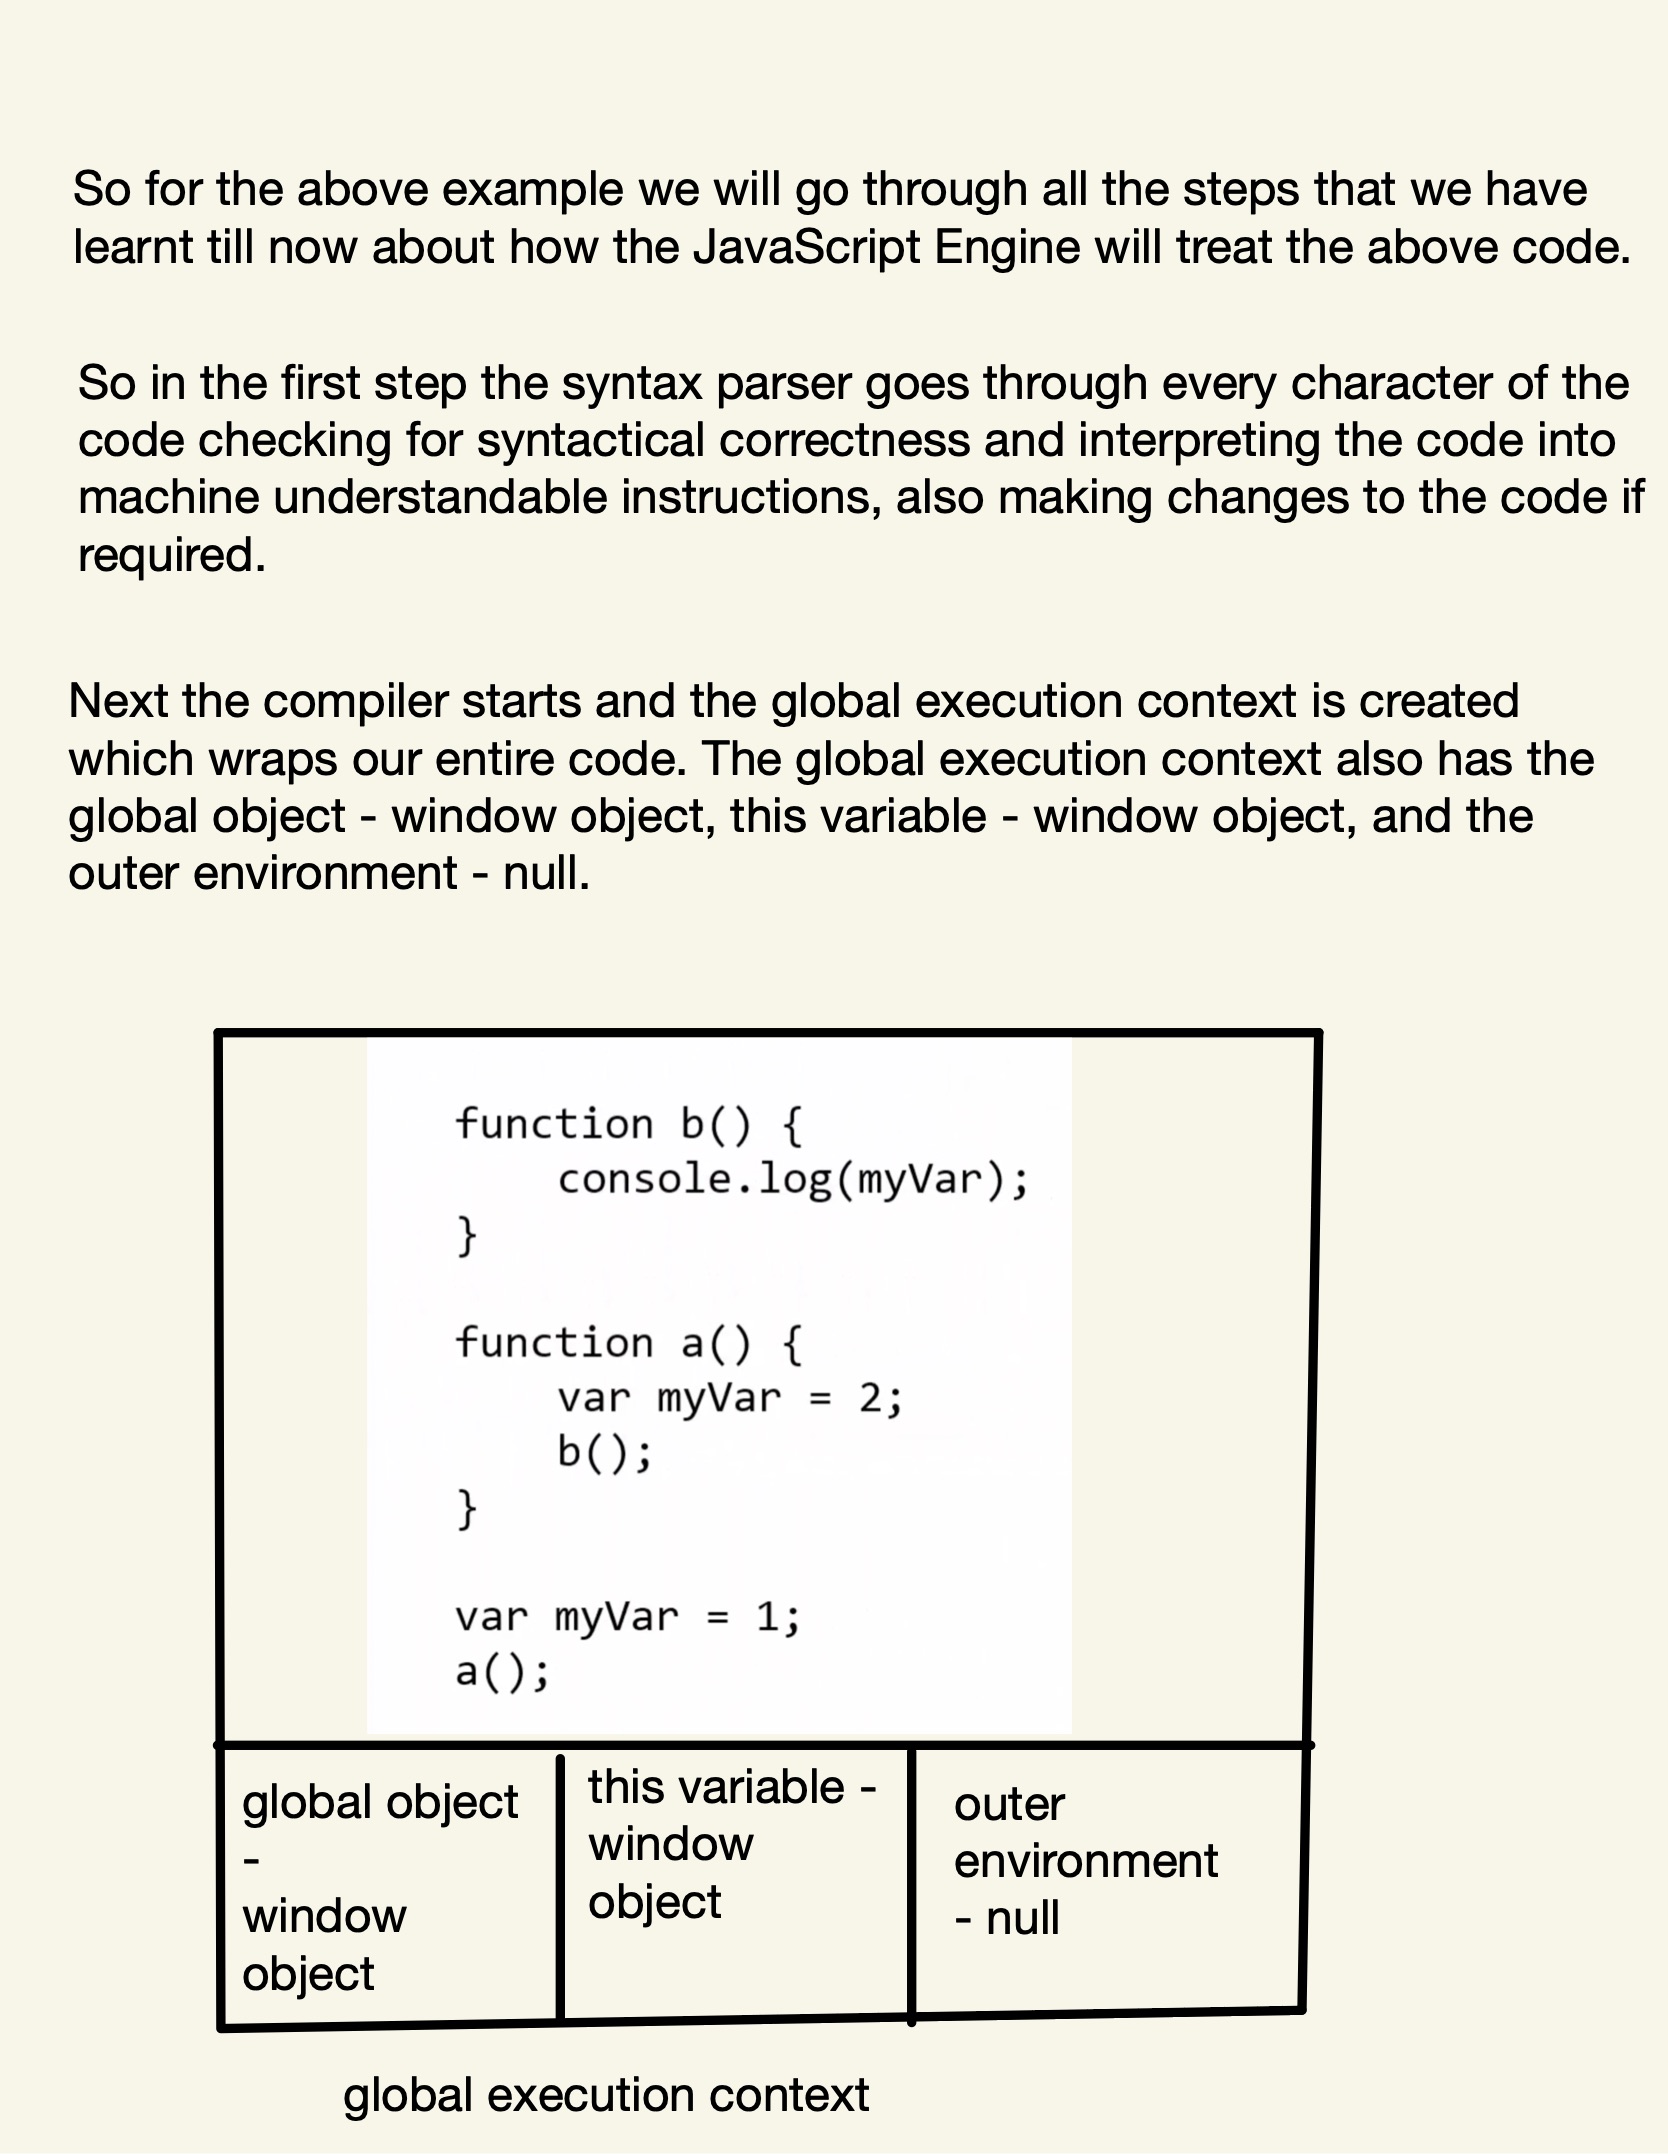 So for the above example we will go through all the steps that we have
learnt till now about how the JavaScript Engine will treat the above code.
So in the first step the syntax parser goes through every character of the
code checking for syntactical correctness and interpreting the code into
machine understandable instructions, also making changes to the code if
required.
Next the compiler starts and the global execution context is created
which wraps our entire code. The global execution context also has the
global object - window object, this variable - window object, and the
outer environment - null.
function b() {
    console.log(myVar);
}
function a() {
    var myVar = 2;
    b();
}
var myVar = 1;
a();
global object
-
window
object
this variable -
window
object
outer
environment
- null
global execution context